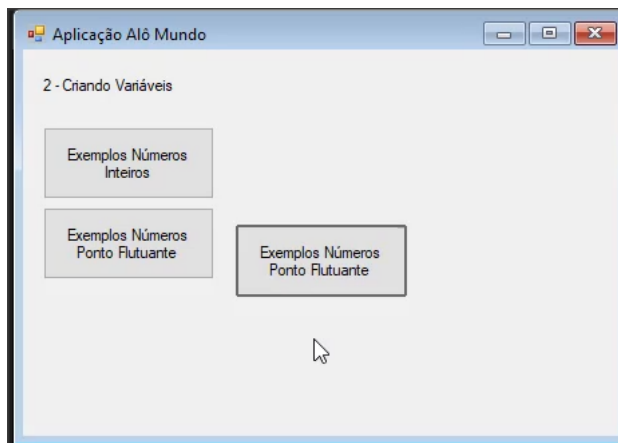 Aplicação Alô Mundo
2 - Criando Variáveis
Exemplos Números
Inteiros
Exemplos Números
Ponto Flutuante
Exemplos Números
Ponto Flutuante